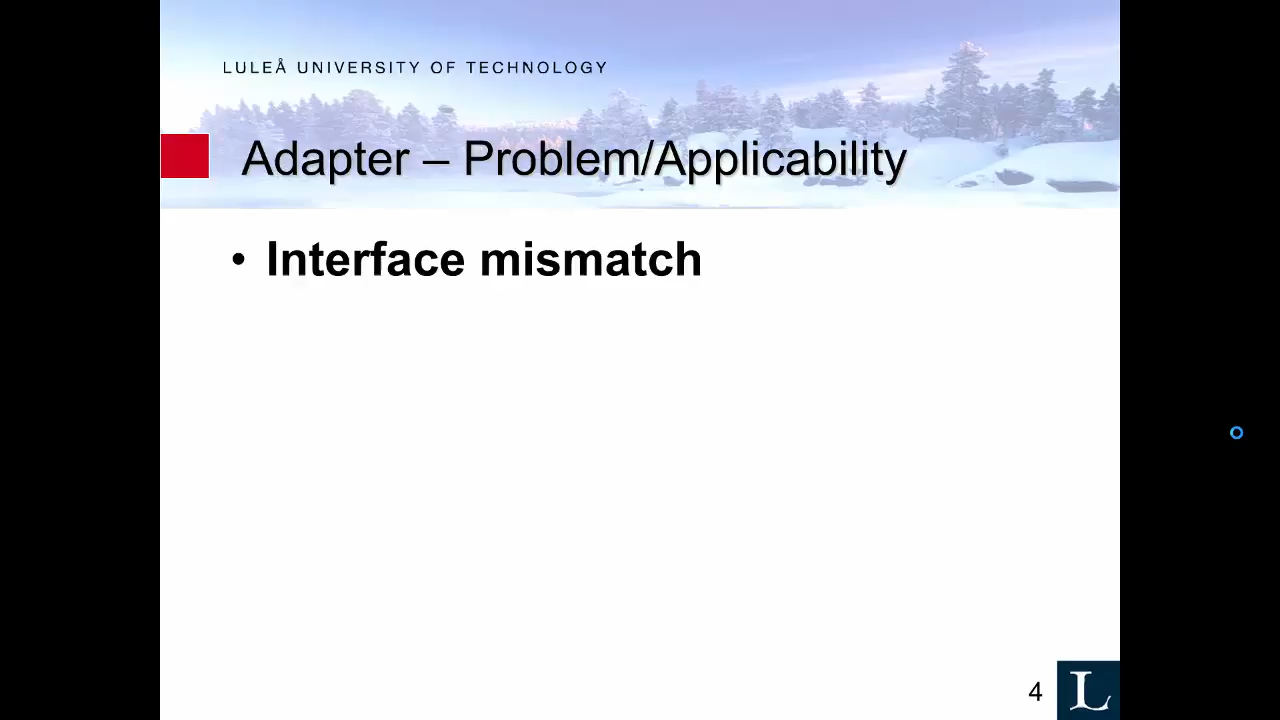 LULEÅ UNIVERSITY OF TECHNOLOGY
Adapter – Problem/Applicability
• Interface mismatch
4
L